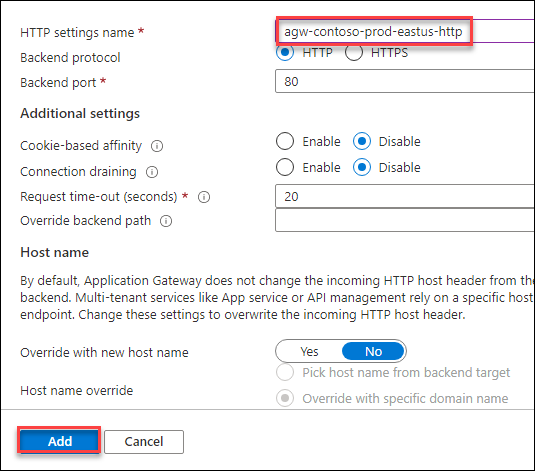 HTTP settings name *
agw-contoso-prod-eastus-http
Backend protocol
HTTP HTTPS
Backend port *
80
Additional settings
Cookie-based affinity
Enable Disable
Connection draining
Enable Disable
Request time-out (seconds) *
20
Override backend path
Host name
By default, Application Gateway does not change the incoming HTTP host header from the
backend. Multi-tenant services like App service or API management rely on a specific host
endpoint. Change these settings to overwrite the incoming HTTP host header.
Override with new host name
Yes No
Pick host name from backend target
Host name override
Override with specific domain name
Add Cancel